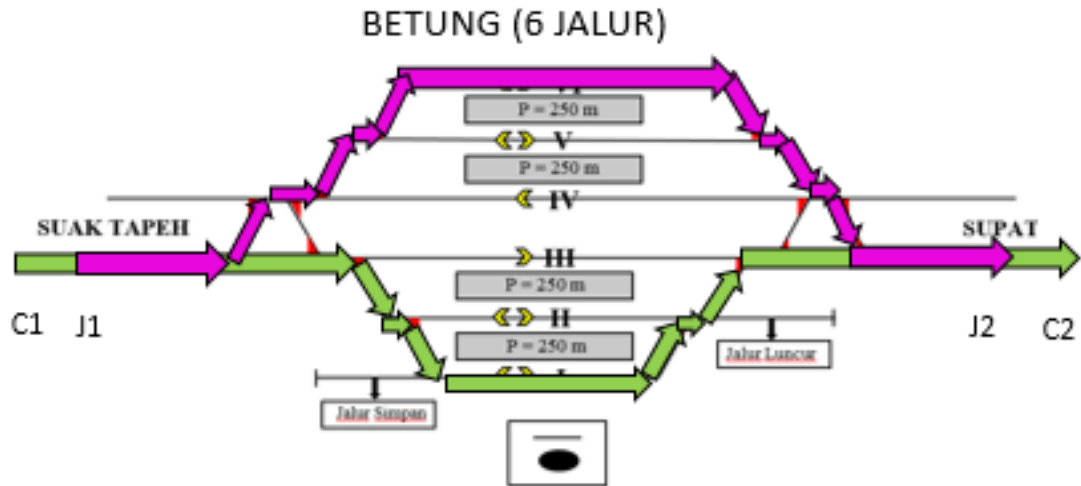 BETUNG (6 JALUR)
P = 250 m
V
P = 250 m
IV
SUAK TAPEH
SUPAT
III
P = 250 m
C1
J1
II
J2
C2
P = 250 m
Jalur Luncur
Jalur Simpan